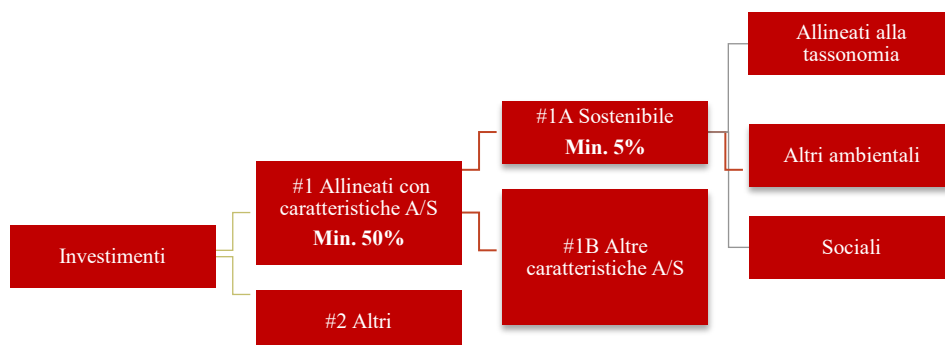 Investimenti
#1 Allineati con
caratteristiche A/S
Min. 50%
#2 Altri
#1A Sostenibile
Min. 5%
#1B Altre
caratteristiche A/S
Allineati alla
tassonomia
Altri ambientali
Sociali